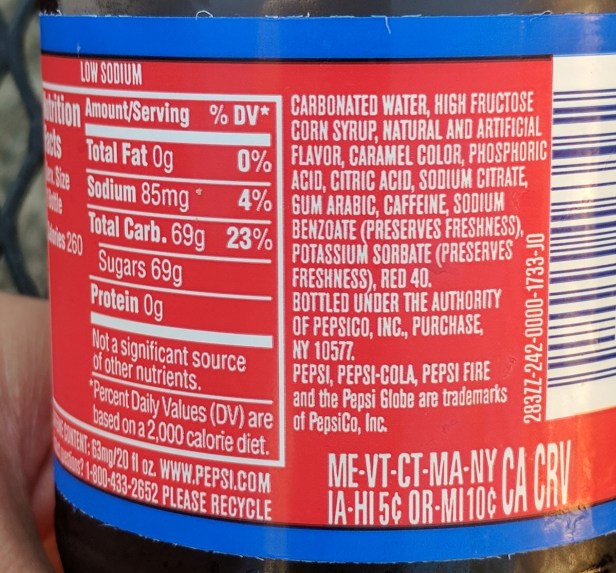 LOW SODIUM
Amount/Serving % DV*
Total Fat 0g 0%
Sodium 85mg 4%
Total Carb. 69g 23%
Sugars 69g
Protein 0g
260
Not a significant source
of other nutrients.
*Percent Daily Values (DV) are
based on a 2,000 calorie diet.
CONTENT: 63mg/20 fl oz. WWW.PEPSI.COM
1-800-433-2652 PLEASE RECYCLE
CARBONATED WATER, HIGH FRUCTOSE
CORN SYRUP, NATURAL AND ARTIFICIAL
FLAVOR, CARAMEL COLOR, PHOSPHORIC
ACID, CITRIC ACID, SODIUM CITRATE,
GUM ARABIC, CAFFEINE, SODIUM
BENZOATE (PRESERVES FRESHNESS),
POTASSIUM SORBATE (PRESERVES
FRESHNESS), RED 40.
BOTTLED UNDER THE AUTHORITY
OF PEPSICO, INC., PURCHASE,
NY 10577.
PEPSI, PEPSI-COLA, PEPSI FIRE
and the Pepsi Globe are trademarks
of PepsiCo, Inc.
ME-VT-CT-MA-NY CA CRV
IA-HI 5¢ OR-MI 10¢
28377-242-0000-1733-JO